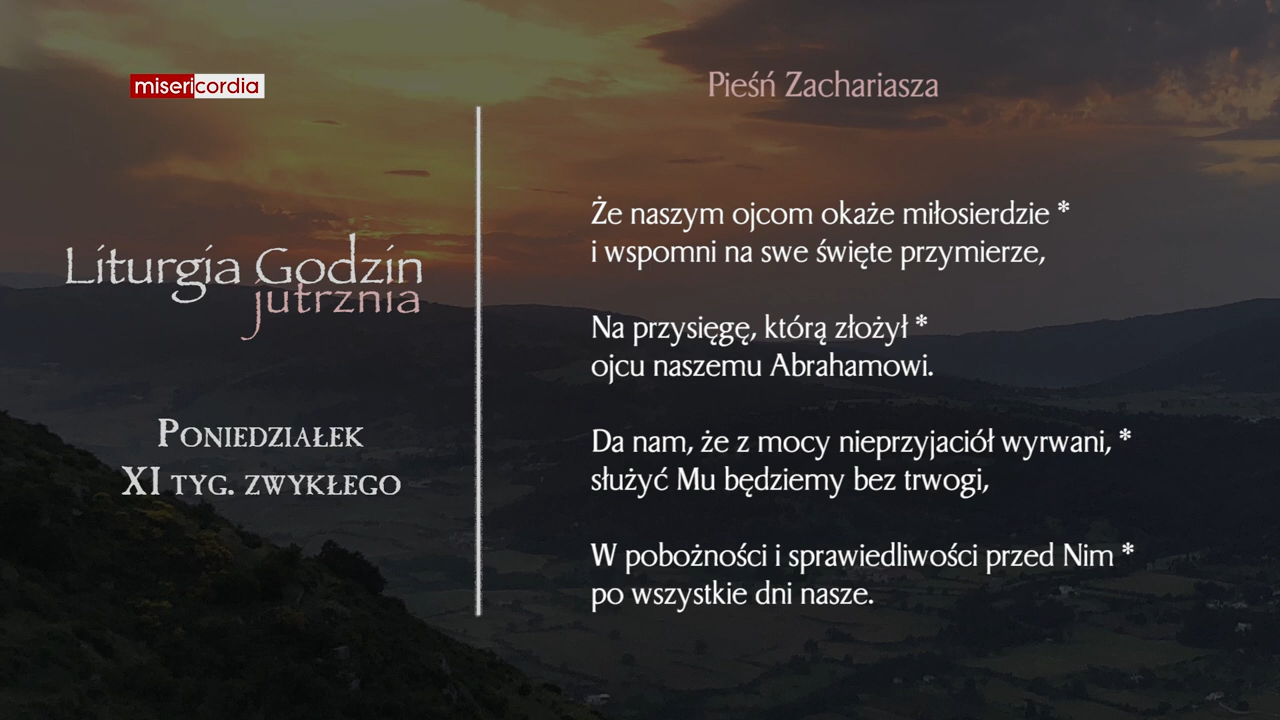 misericordia
Liturgia Godzin
jutrznia
Poniedziałek
XI tyg. zwykłego
Pieśń Zachariasza
Że naszym ojcom okaże miłosierdzie *
i wspomni na swe święte przymierze,
Na przysięgę, którą złożył *
ojcu naszemu Abrahamowi.
Da nam, że z mocy nieprzyjaciół wyrwani, *
służyć Mu będziemy bez trwogi,
W pobożności i sprawiedliwości przed Nim *
po wszystkie dni nasze.